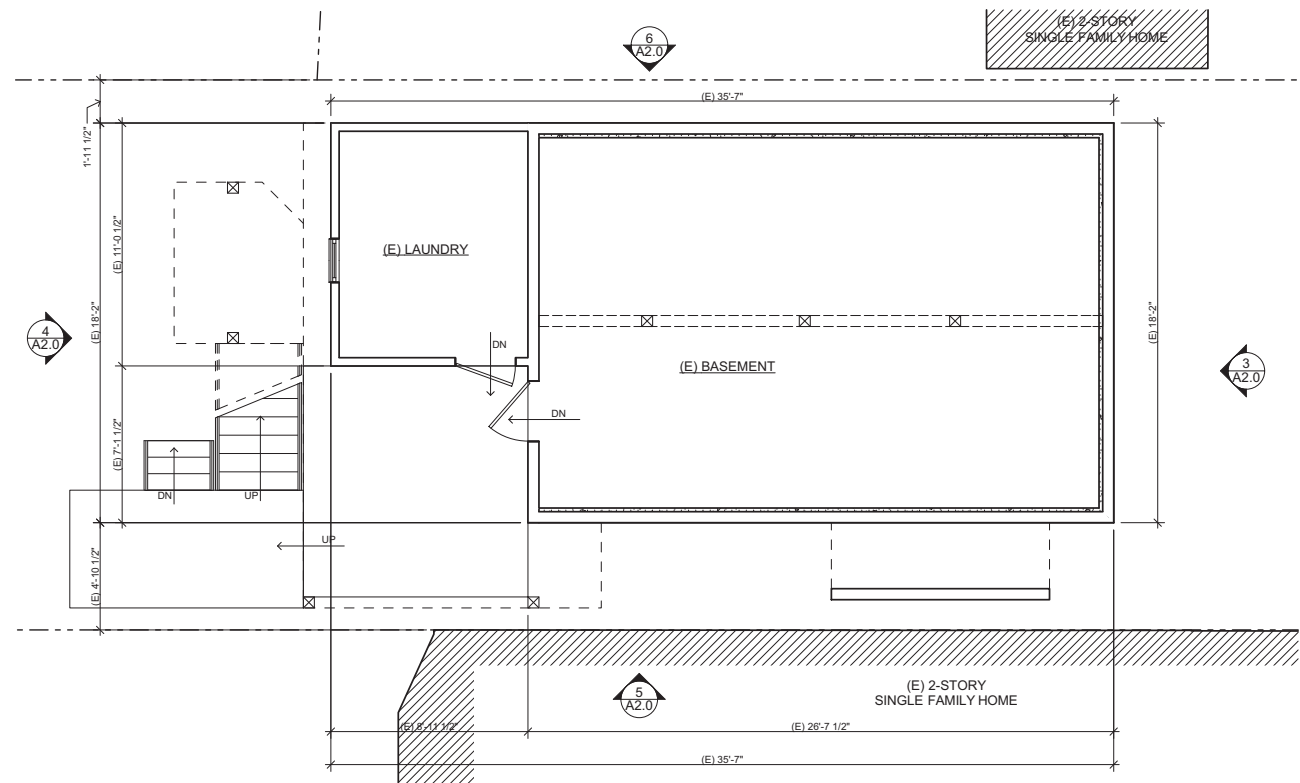 (E) 2-STORY
SINGLE FAMILY HOME
6
A2.0
(E) 35'-7"
1'-11 1/2"
(E) 11'-0 1/2"
(E) LAUNDRY
(E) 18'-2"
(E) 18'-2"
4
A2.0
DN
(E) BASEMENT
3
A2.0
DN
(E) 7'-1 1/2"
DN
UP
UP
(E) 4'-10 1/2"
5
A2.0
(E) 2-STORY
SINGLE FAMILY HOME
(E) 8'-11 1/2"
(E) 26'-7 1/2"
(E) 35'-7"